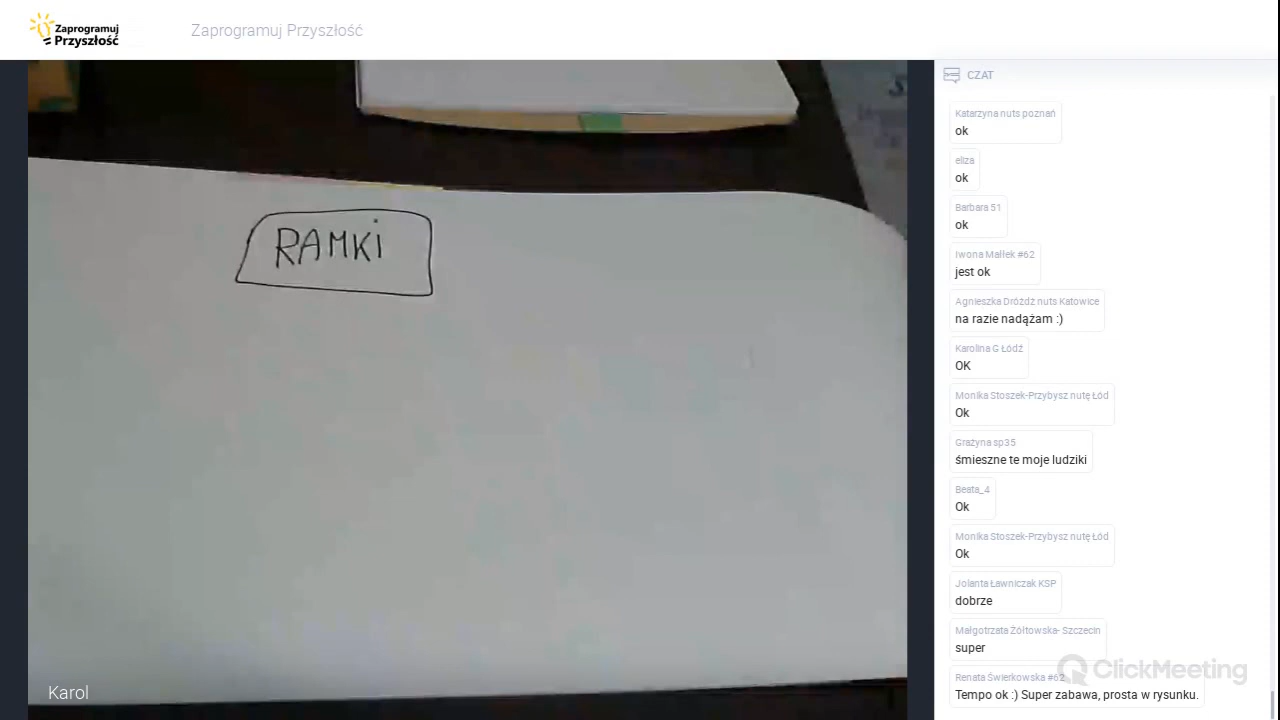 Zaprogramuj
Przyszłość
Zaprogramuj Przyszłość
RAMKI
Karol
CZAT
Katarzyna nuts poznań
ok
eliza
ok
Barbara 51
ok
Iwona Małłek #62
jest ok
Agnieszka Dróżdż nuts Katowice
na razie nadążam :)
Karolina G Łódź
OK
Monika Stoszek-Przybysz nutę Łód
Ok
Grażyna sp35
śmieszne te moje ludziki
Beata_4
Ok
Monika Stoszek-Przybysz nutę Łód
Ok
Jolanta Ławniczak KSP
dobrze
Małgotrzata Żółtowska- Szczecin
super
Renata Świerkowska #62
Tempo ok :) Super zabawa, prosta w rysunku.
ClickMeeting